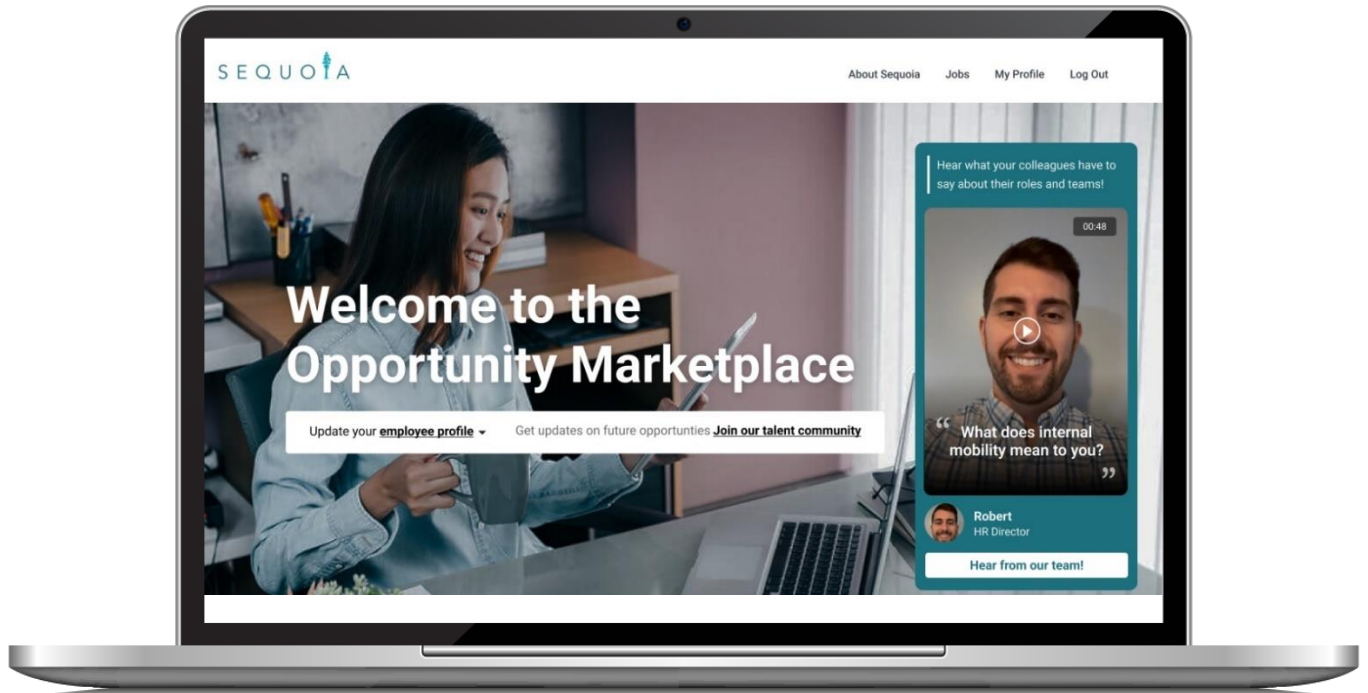 SEQUOIA
About Sequoia Jobs My Profile Log Out
Hear what your colleagues have to
say about their roles and teams!
00:48
Welcome to the
Opportunity Marketplace
Update your employee profile Get updates on future opportunties Join our talent community
“ What does internal
mobility mean to you?
”
Robert
HR Director
Hear from our team!